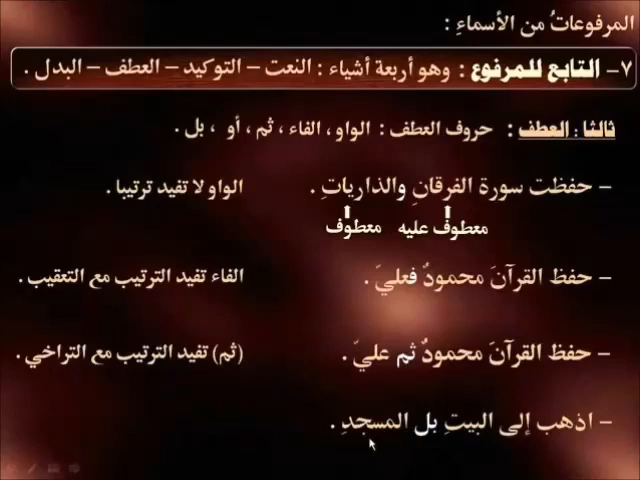 المرفوعاتُ من الأسماءِ :
٧- التابع للمرفوع : وهو أربعة أشياء : النعت – التوكيد – العطف – البدل .
ثالثا : العطف : حروف العطف : الواو ، الفاء ، ثم ، أو ، بل .
– حفظت سورة الفرقانِ والذارياتِ . الواو لا تفيد ترتيبا .
معطوف عليه معطوف
– حفظ القرآنَ محمودٌ فعليّ . الفاء تفيد الترتيب مع التعقيب .
– حفظ القرآنَ محمودٌ ثم عليّ . (ثم) تفيد الترتيب مع التراخي .
– اذهب إلى البيتِ بل المسجدِ .